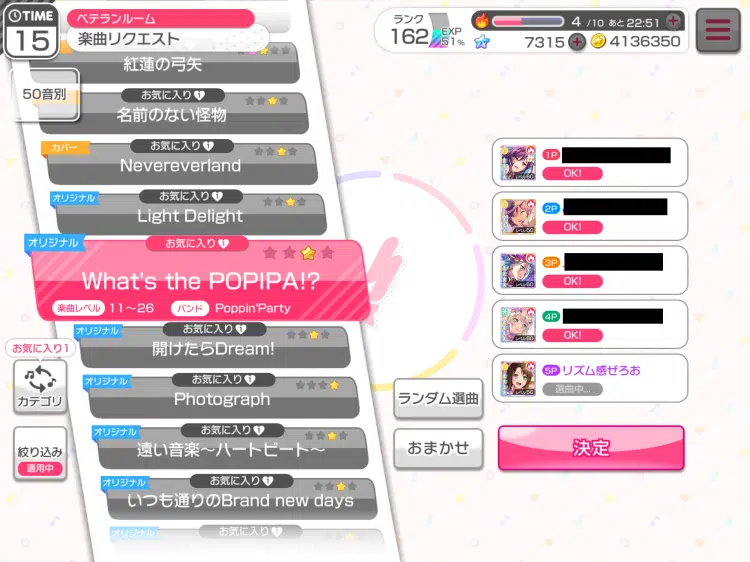 TIME
15
ベテランルーム
楽曲リクエスト
ランク
162
EXP
51%
4 /10 あと22:51
7315
4136350
50音別
紅蓮の弓矢
お気に入り1
名前のない怪物
カバー
お気に入り1
Nevereverland
オリジナル
お気に入り1
Light Delight
オリジナル
お気に入り1
What's the POPIPA!?
楽曲レベル 11〜26 バンド Poppin'Party
オリジナル
お気に入り1
開けたらDream!
オリジナル
お気に入り1
Photograph
オリジナル
お気に入り1
遠い音楽〜ハートビート〜
オリジナル
お気に入り1
いつも通りのBrand new days
オリジナル
お気に入り1
お気に入り1
カテゴリ
絞り込み
適用中
1P
OK!
2P
OK!
3P
OK!
4P
OK!
5P リズム感ぜろお
選曲中...
ランダム選曲
おまかせ
決定